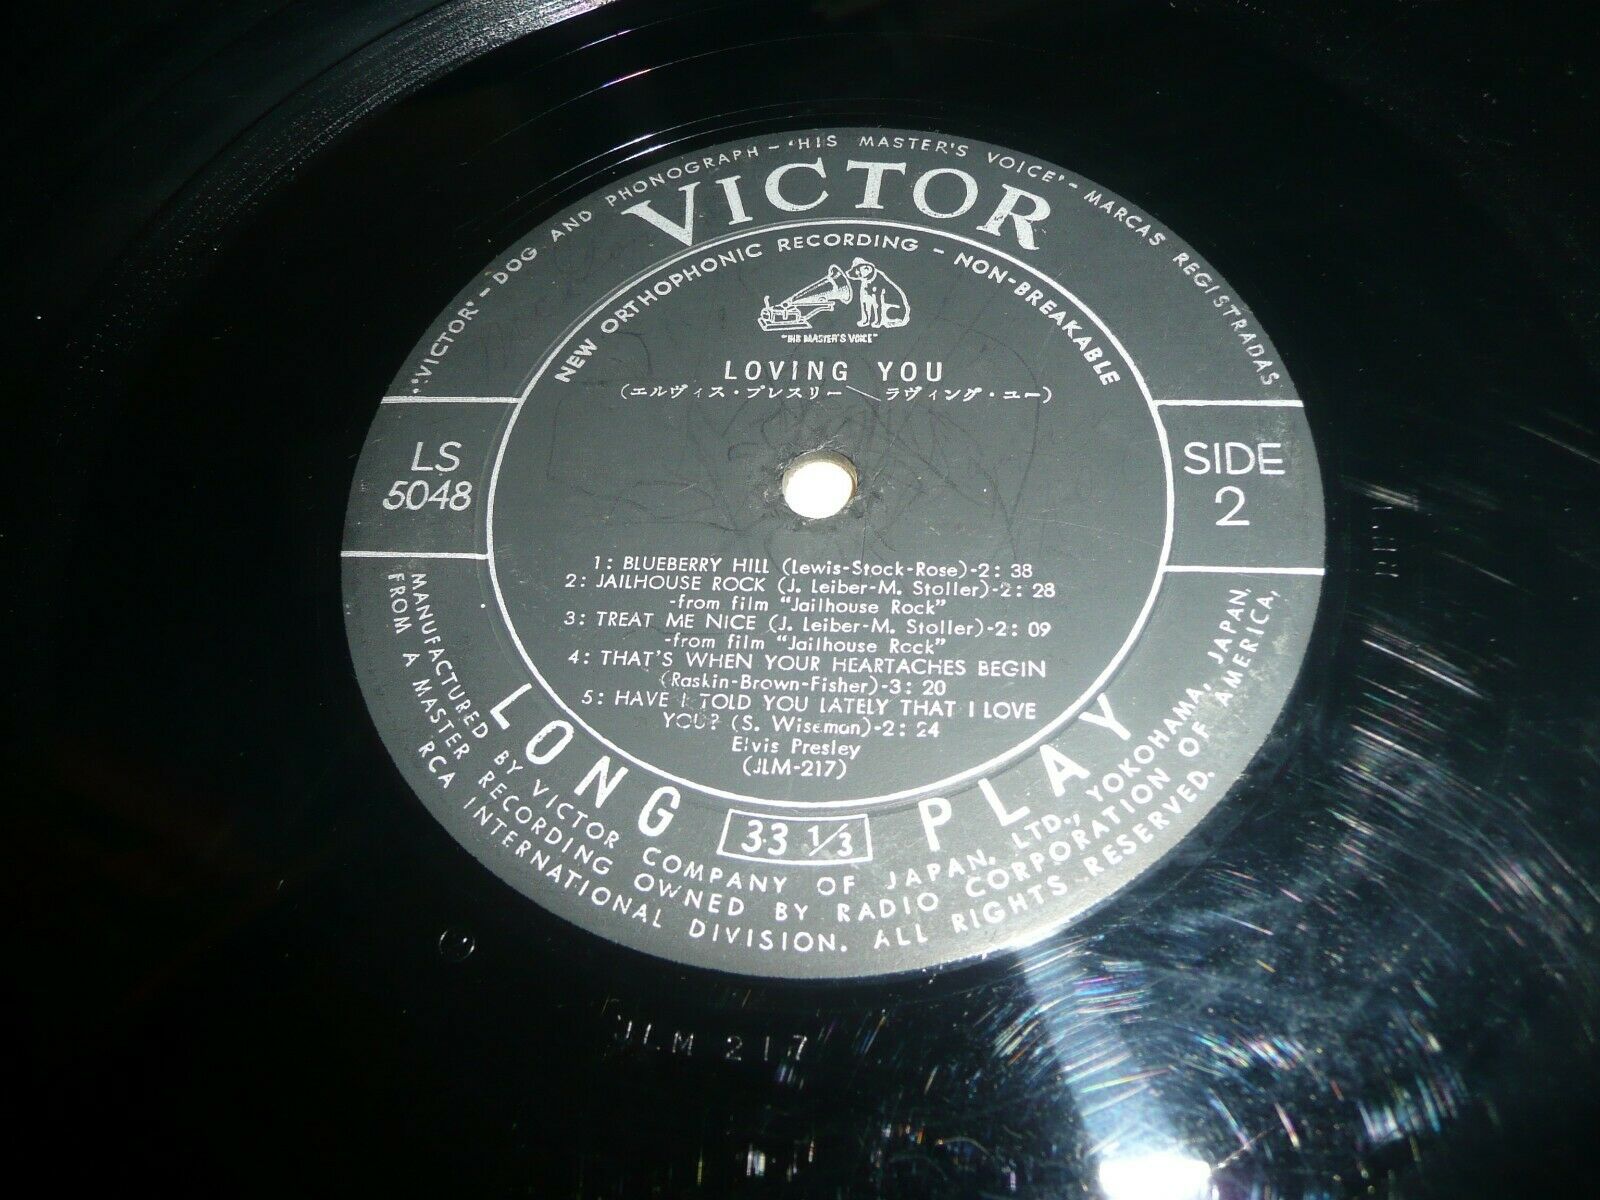 "VICTOR" - DOG AND PHONOGRAPH - 'HIS MASTER'S VOICE' - MARCAS REGISTRADAS
VICTOR
NEW ORTHOPHONIC RECORDING - NON-BREAKABLE
"HIS MASTER'S VOICE"
LOVING YOU
(エルヴィス・プレスリー＼ラヴィング・ユー)
LS
5048
SIDE
2
1: BLUEBERRY HILL (Lewis-Stock-Rose)-2: 38
2: JAILHOUSE ROCK (J. Leiber-M. Stoller)-2: 28
-from film "Jailhouse Rock"
3: TREAT ME NICE (J. Leiber-M. Stoller)-2: 09
-from film "Jailhouse Rock"
4: THAT'S WHEN YOUR HEARTACHES BEGIN
(Raskin-Brown-Fisher)-3: 20
5: HAVE I TOLD YOU LATELY THAT I LOVE
YOU? (S. Wiseman)-2: 24
Elvis Presley
(JLM-217)
LONG 33 1/3 PLAY
MANUFACTURED BY VICTOR COMPANY OF JAPAN, LTD., YOKOHAMA, JAPAN,
FROM A MASTER RECORDING OWNED BY RADIO CORPORATION OF AMERICA,
RCA INTERNATIONAL DIVISION. ALL RIGHTS RESERVED.
JLM 217